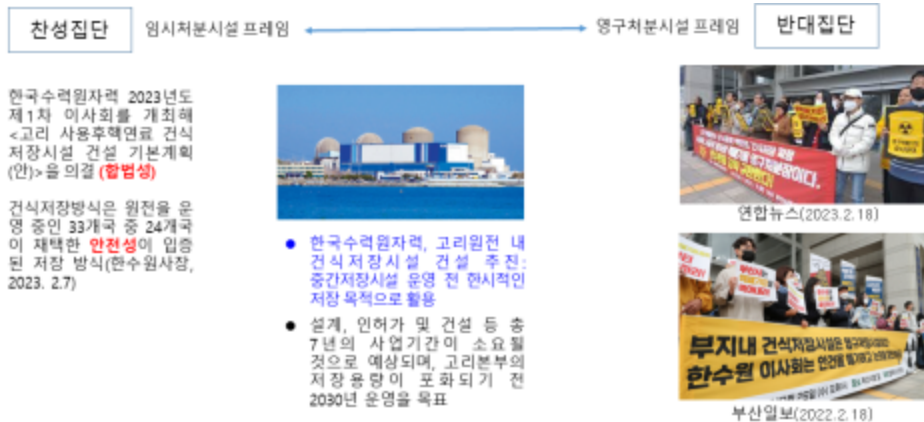 찬성집단
임시처분시설 프레임
영구처분시설 프레임
반대집단
한국수력원자력 2023년도
제1차 이사회를 개최해
<고리 사용후핵연료 건식
저장시설 건설 기본계획
(안)>을 의결 (합법성)
건식저장방식은 원전을 운
영 중인 33개국 중 24개국
이 채택한 안전성이 입증
된 저장 방식(한수원사장,
2023. 2.7)
● 한국수력원자력, 고리원전 내
건식저장시설 건설 추진:
중간저장시설 운영 전 한시적인
저장 목적으로 활용
● 설계, 인허가 및 건설 등 총
7년의 사업기간이 소요될
것으로 예상되며, 고리본부의
저장용량이 포화되기 전
2030년 운영을 목표
연합뉴스(2023.2.18)
부지내 건식저장시설은
한수원 이사회는 안건을
부산일보(2022.2.18)